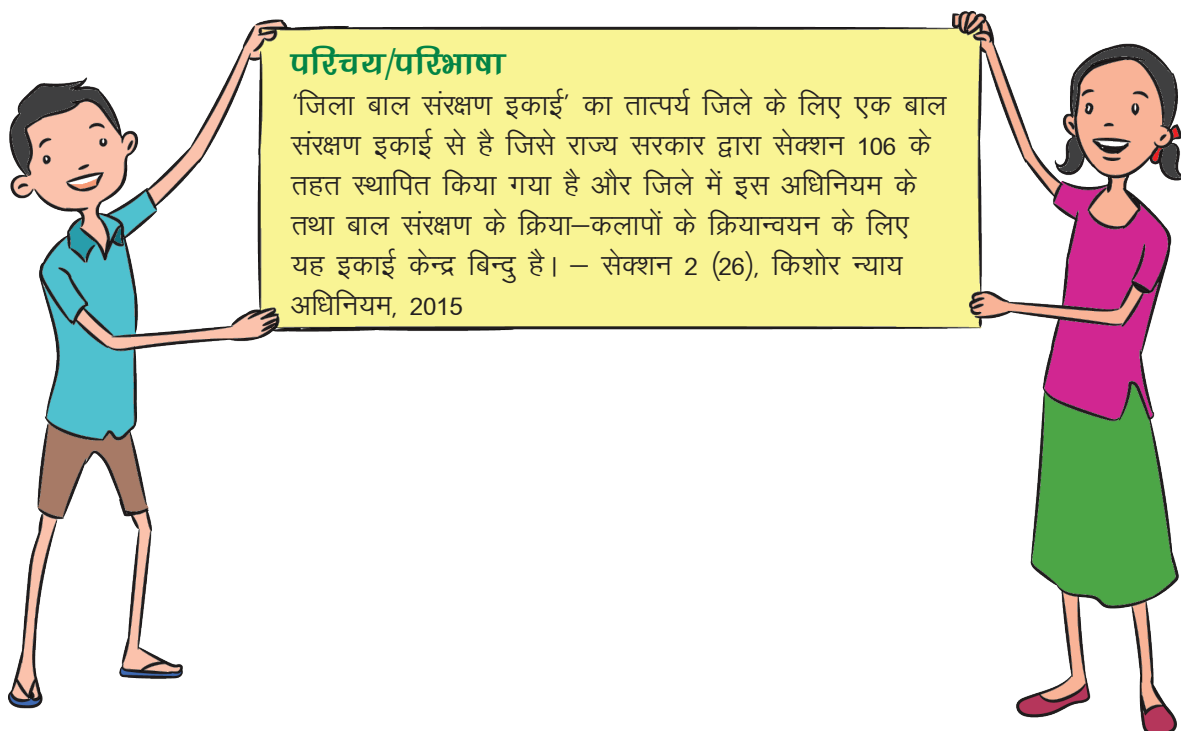 परिचय/परिभाषा
'जिला बाल संरक्षण इकाई' का तात्पर्य जिले के लिए एक बाल
संरक्षण इकाई से है जिसे राज्य सरकार द्वारा सेक्शन 106 के
तहत स्थापित किया गया है और जिले में इस अधिनियम के
तथा बाल संरक्षण के क्रिया–कलापों के क्रियान्वयन के लिए
यह इकाई केन्द्र बिन्दु है। – सेक्शन 2 (26), किशोर न्याय
अधिनियम, 2015